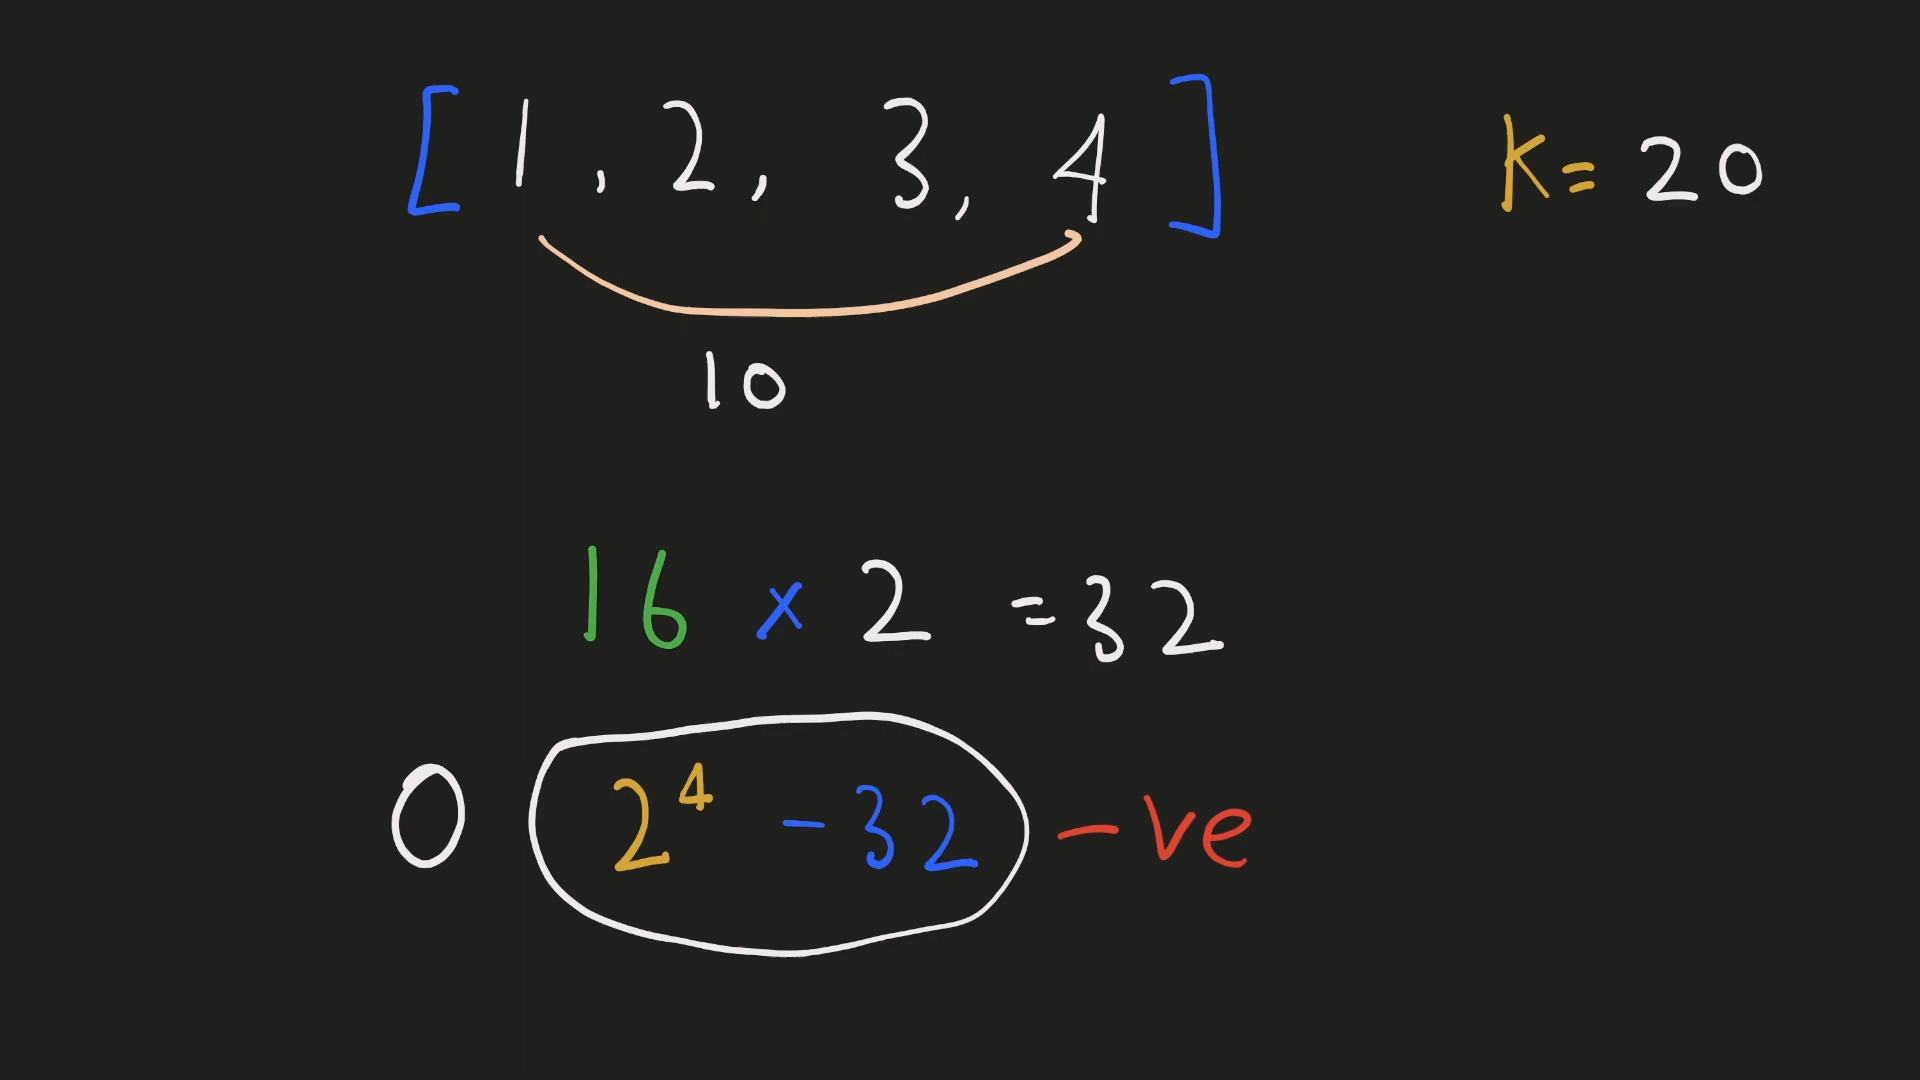 [1, 2, 3, 4] K = 20
10
16 x 2 = 32
0 2⁴ - 32 - ve